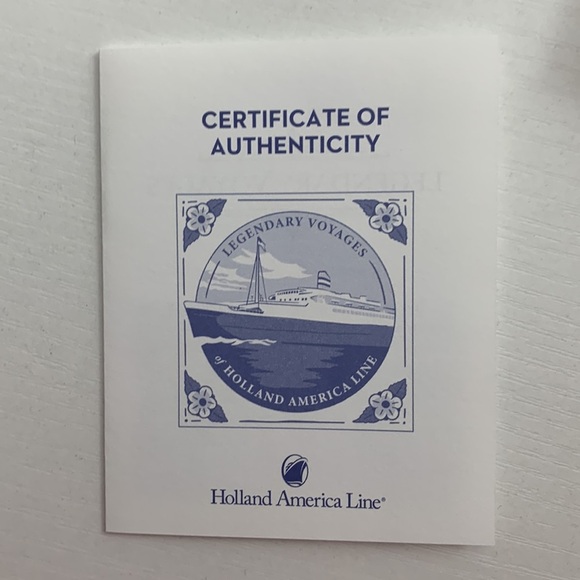 CERTIFICATE OF
AUTHENTICITY
LEGENDARY VOYAGES
of HOLLAND AMERICA LINE
Holland America Line®